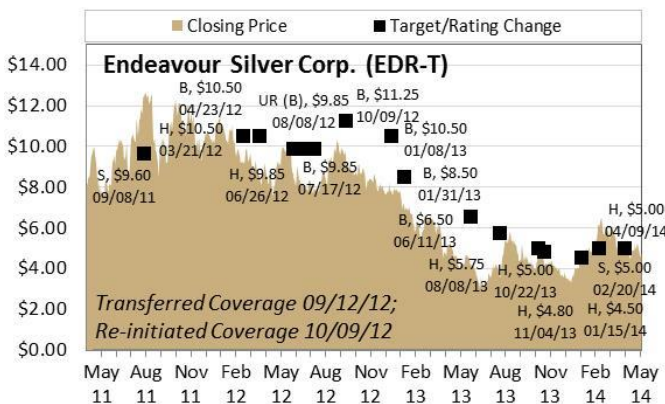 Closing Price
Target/Rating Change
Endeavour Silver Corp. (EDR-T)
$14.00
$12.00
$10.00
$8.00
$6.00
$4.00
$2.00
$0.00
S, $9.60
09/08/11
H, $10.50
03/21/12
B, $10.50
04/23/12
H, $9.85
06/26/12
B, $9.85
07/17/12
UR (B), $9.85
08/08/12
B, $11.25
10/09/12
B, $10.50
01/08/13
B, $8.50
01/31/13
B, $6.50
06/11/13
H, $5.75
08/08/13
H, $5.00
10/22/13
H, $4.80
11/04/13
H, $4.50
01/15/14
S, $5.00
02/20/14
H, $5.00
04/09/14
Transferred Coverage 09/12/12;
Re-initiated Coverage 10/09/12
May Aug Nov Feb May Aug Nov Feb May Aug Nov Feb May
11 11 11 12 12 12 12 13 13 13 13 14 14